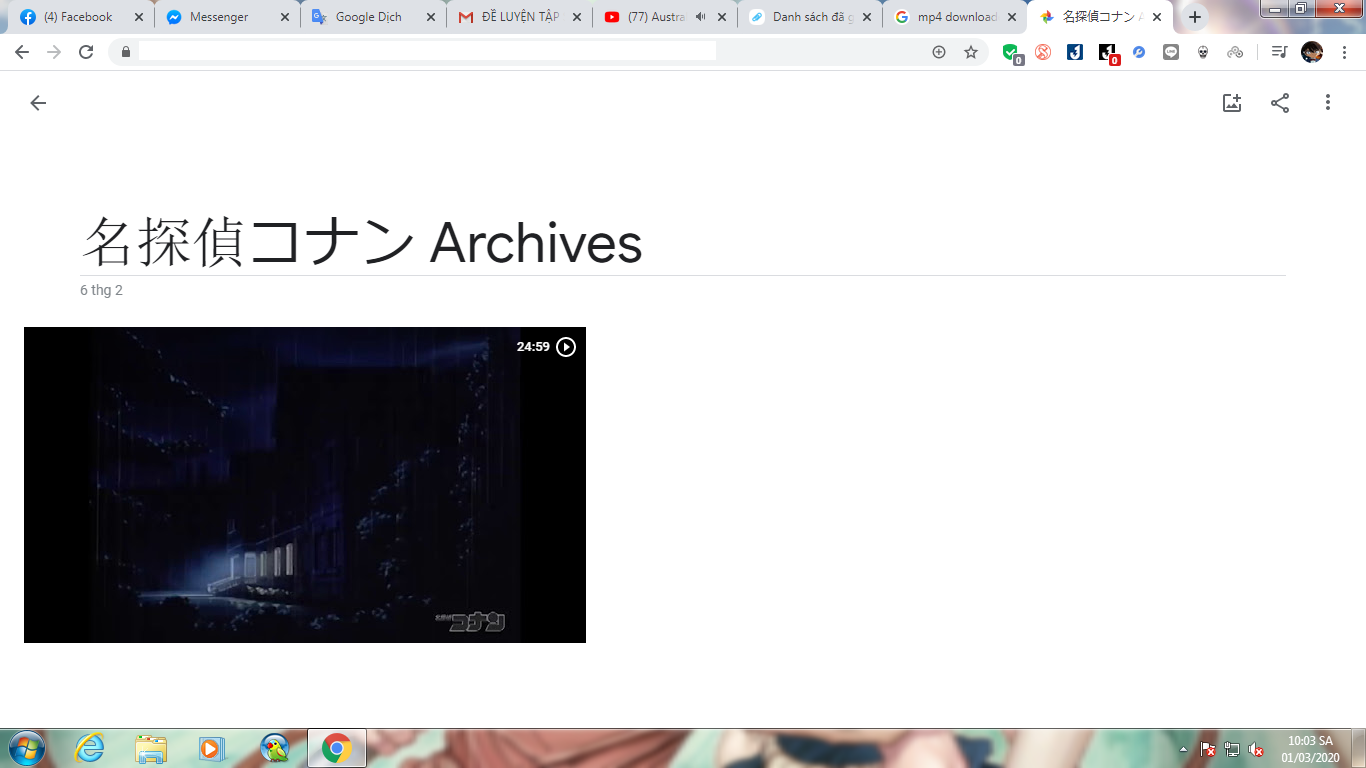 (4) Facebook
Messenger
Google Dịch
ĐỀ LUYỆN TẬP
(77) Austra
Danh sách đã g
mp4 download
名探偵コナン A
0
0
LINE
名探偵コナン Archives
6 thg 2
24:59
名探偵コナン
10:03 SA
01/03/2020